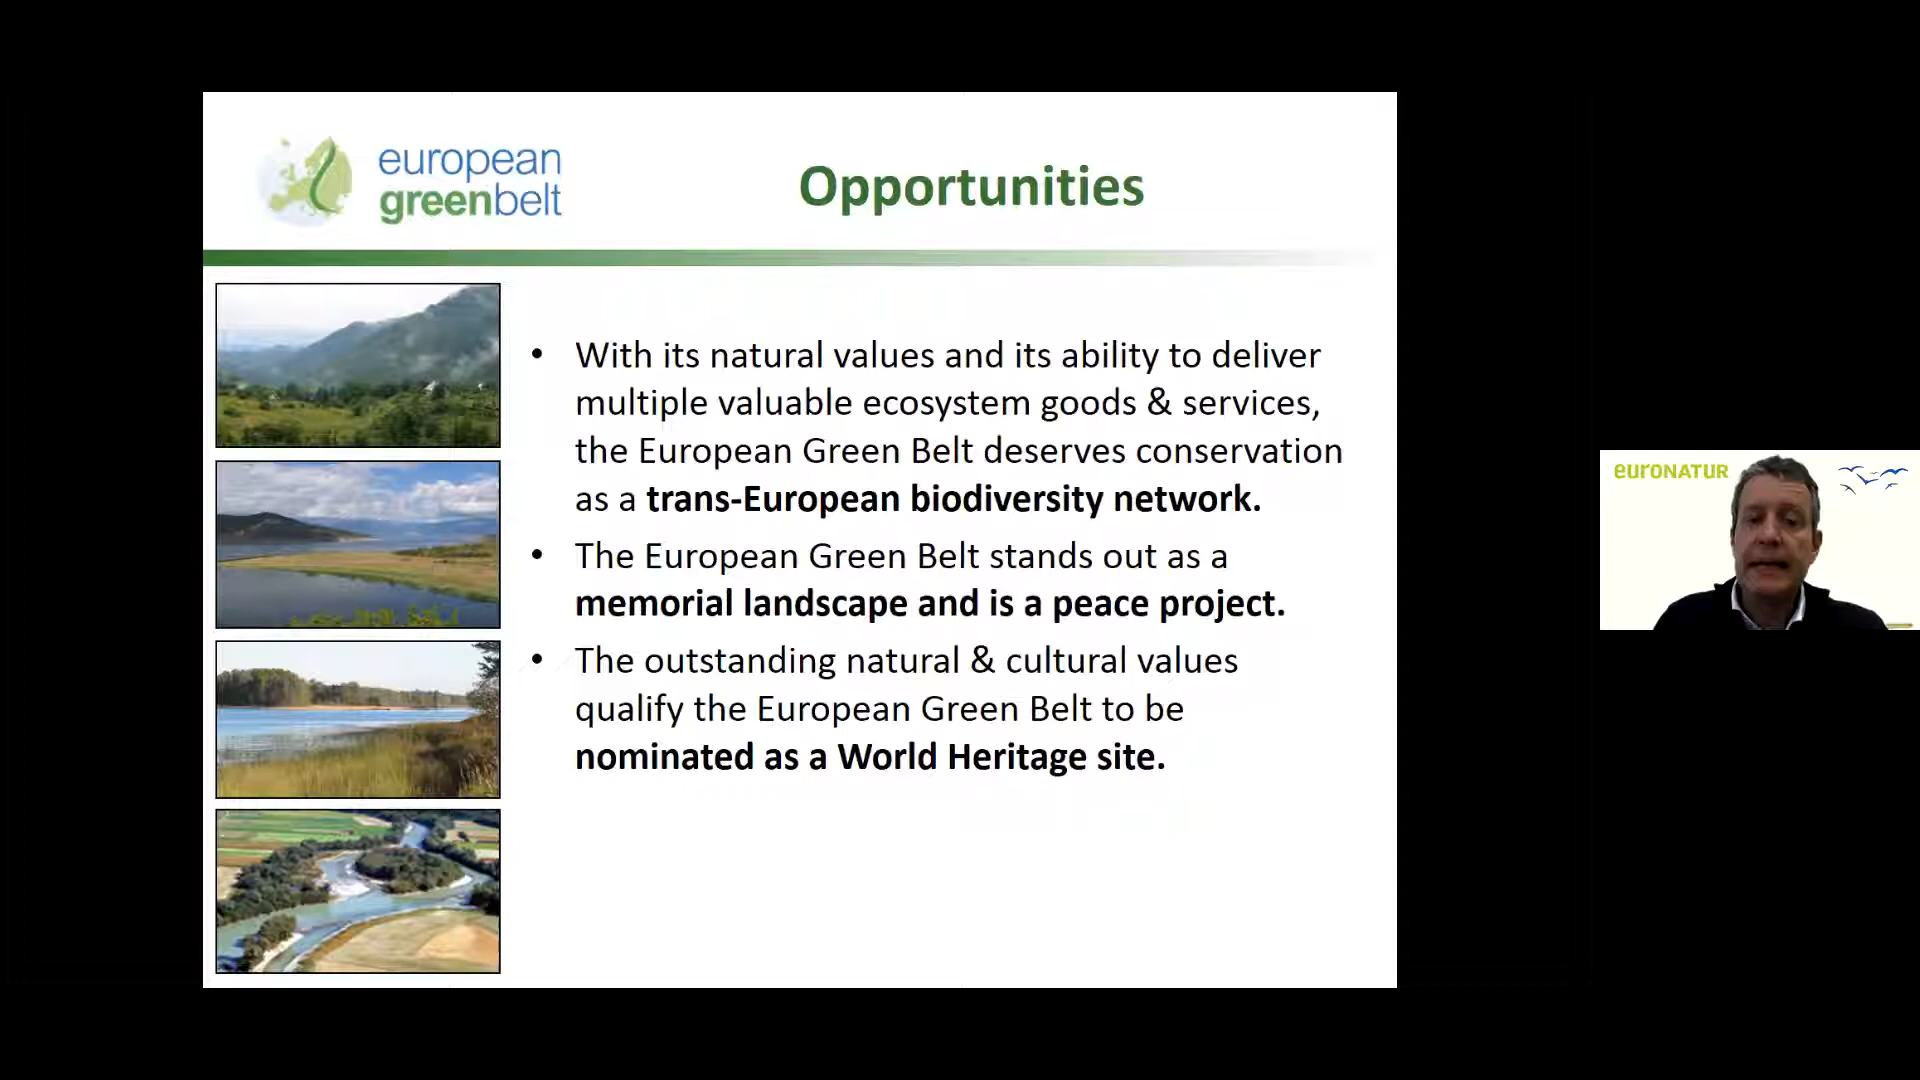 european
greenbelt
Opportunities
• With its natural values and its ability to deliver
multiple valuable ecosystem goods & services,
the European Green Belt deserves conservation
as a trans-European biodiversity network.
• The European Green Belt stands out as a
memorial landscape and is a peace project.
• The outstanding natural & cultural values
qualify the European Green Belt to be
nominated as a World Heritage site.
euroNATUR